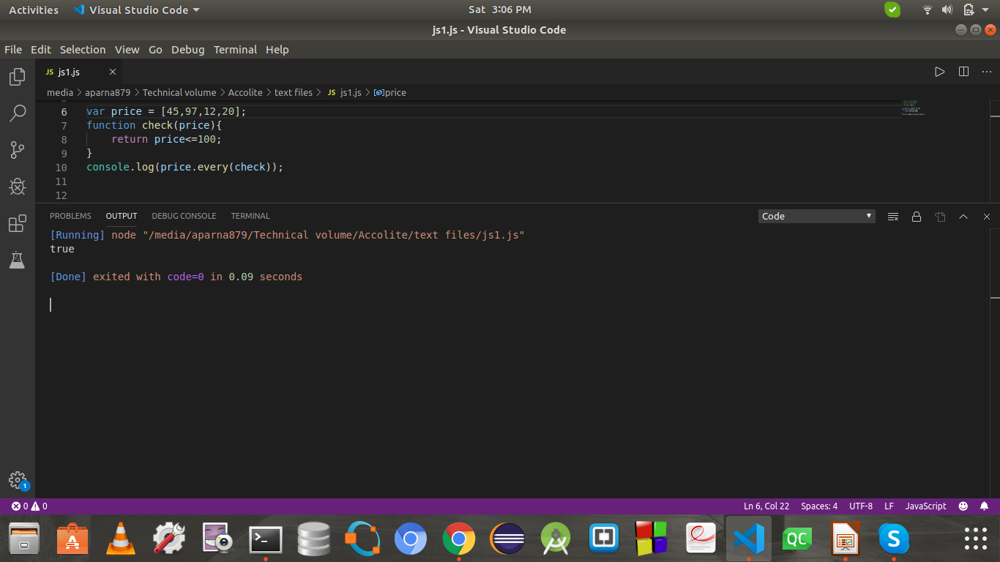 Activities Visual Studio Code Sat 3:06 PM
js1.js - Visual Studio Code
File Edit Selection View Go Debug Terminal Help
JS js1.js
media > aparna879 > Technical volume > Accolite > text files > JS js1.js > price
6 var price = [45,97,12,20];
7 function check(price){
8 return price<=100;
9 }
10 console.log(price.every(check));
11
12
PROBLEMS OUTPUT DEBUG CONSOLE TERMINAL Code
[Running] node "/media/aparna879/Technical volume/Accolite/text files/js1.js"
true
[Done] exited with code=0 in 0.09 seconds
1
0 0 Ln 6, Col 22 Spaces: 4 UTF-8 LF JavaScript
A >_ QC S